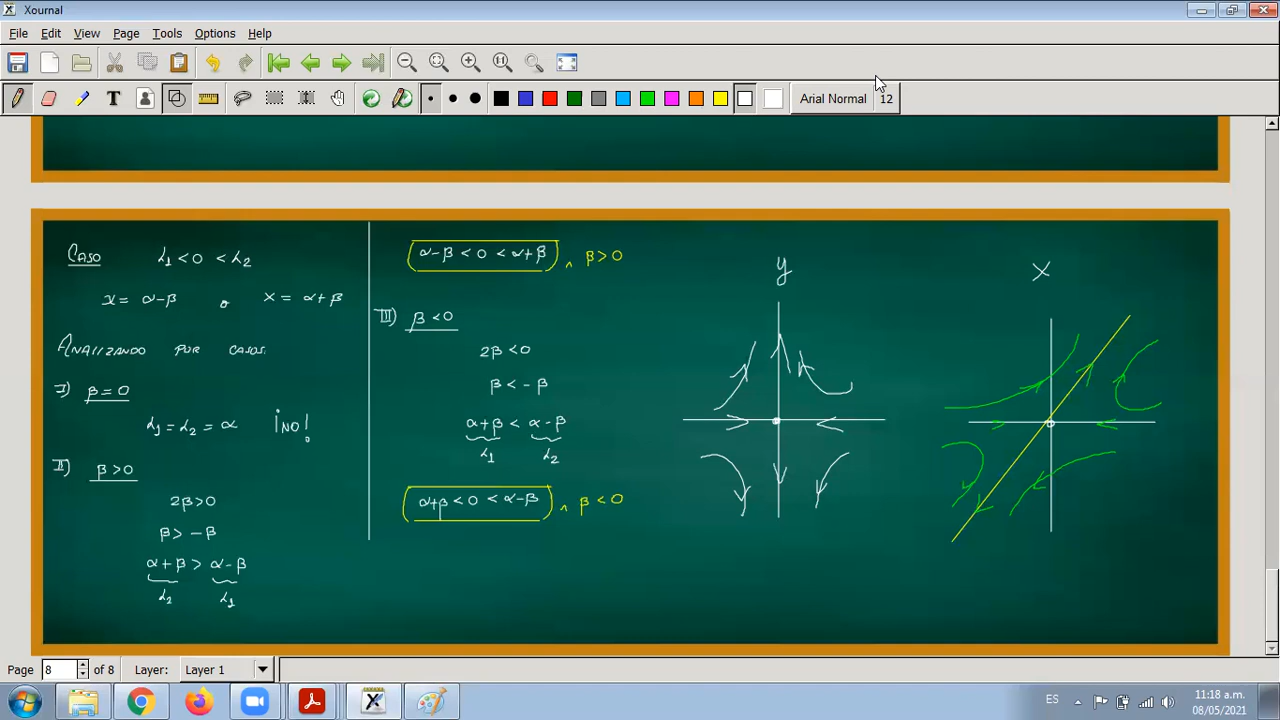 Xournal
File Edit View Page Tools Options Help
Arial Normal 12
CASO λ1 < 0 < λ2
x = α-β o x = α+β
ANALIZANDO POR CASOS.
I) β=0
λ1 = λ2 = α ¡NO!
II) β>0
2β>0
β> -β
α+β > α-β
λ2 λ1
α-β < 0 < α+β ∧ β>0
III) β<0
2β<0
β < -β
α+β < α-β
λ1 λ2
α+β < 0 < α-β ∧ β<0
y
X
Page 8 of 8 Layer: Layer 1
ES 11:18 a.m.
08/05/2021